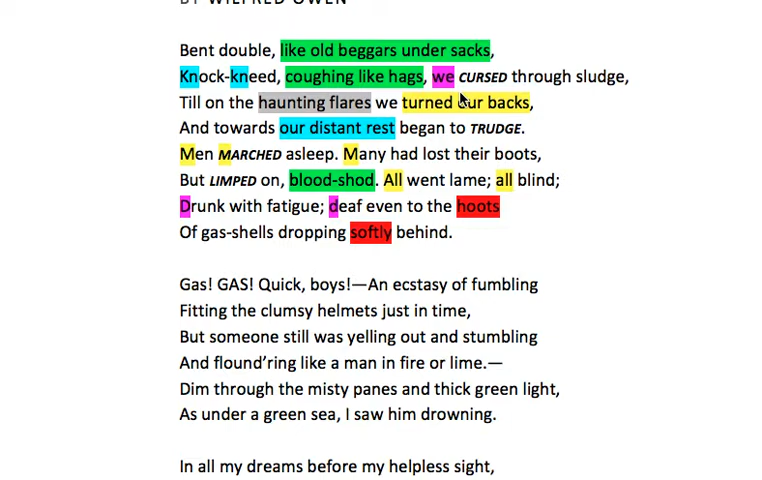 BY WILFRED OWEN
Bent double, like old beggars under sacks,
Knock-kneed, coughing like hags, we CURSED through sludge,
Till on the haunting flares we turned our backs,
And towards our distant rest began to TRUDGE.
Men MARCHED asleep. Many had lost their boots,
But LIMPED on, blood-shod. All went lame; all blind;
Drunk with fatigue; deaf even to the hoots
Of gas-shells dropping softly behind.
Gas! GAS! Quick, boys!—An ecstasy of fumbling
Fitting the clumsy helmets just in time,
But someone still was yelling out and stumbling
And flound'ring like a man in fire or lime.—
Dim through the misty panes and thick green light,
As under a green sea, I saw him drowning.
In all my dreams before my helpless sight,